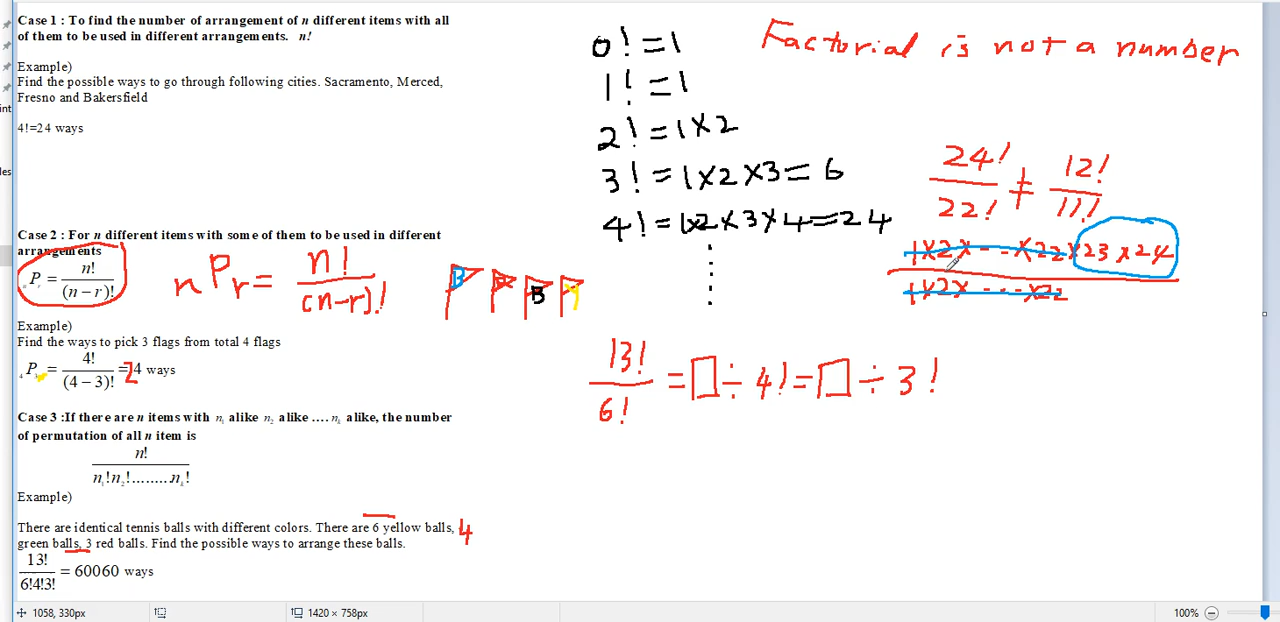 Case 1 : To find the number of arrangement of n different items with all
of them to be used in different arrangements. n!
Example)
Find the possible ways to go through following cities. Sacramento, Merced,
Fresno and Bakersfield
4!=24 ways
Case 2 : For n different items with some of them to be used in different
arrangements
P = n! / (n − r)!
Example)
Find the ways to pick 3 flags from total 4 flags
P = 4! / (4 − 3)! = 24 ways
Case 3 :If there are n items with n₁ alike n₂ alike .... nₖ alike, the number
of permutation of all n item is
n! / n₁!n₂!........nₖ!
Example)
There are identical tennis balls with different colors. There are 6 yellow balls, 4
green balls, 3 red balls. Find the possible ways to arrange these balls.
13! / 6!4!3! = 60060 ways
0! = 1
1! = 1
2! = 1×2
3! = 1×2×3 = 6
4! = 1×2×3×4 = 24
Factorial is not a number
24! / 22! ≠ 12! / 11!
1×2×---×22×23×24
1×2×----×22
nPr = n! / (n−r)!
B R B Y
13! / 6! = □ ÷ 4! = □ ÷ 3!
int
les
1058, 330px
1420 × 758px
100%